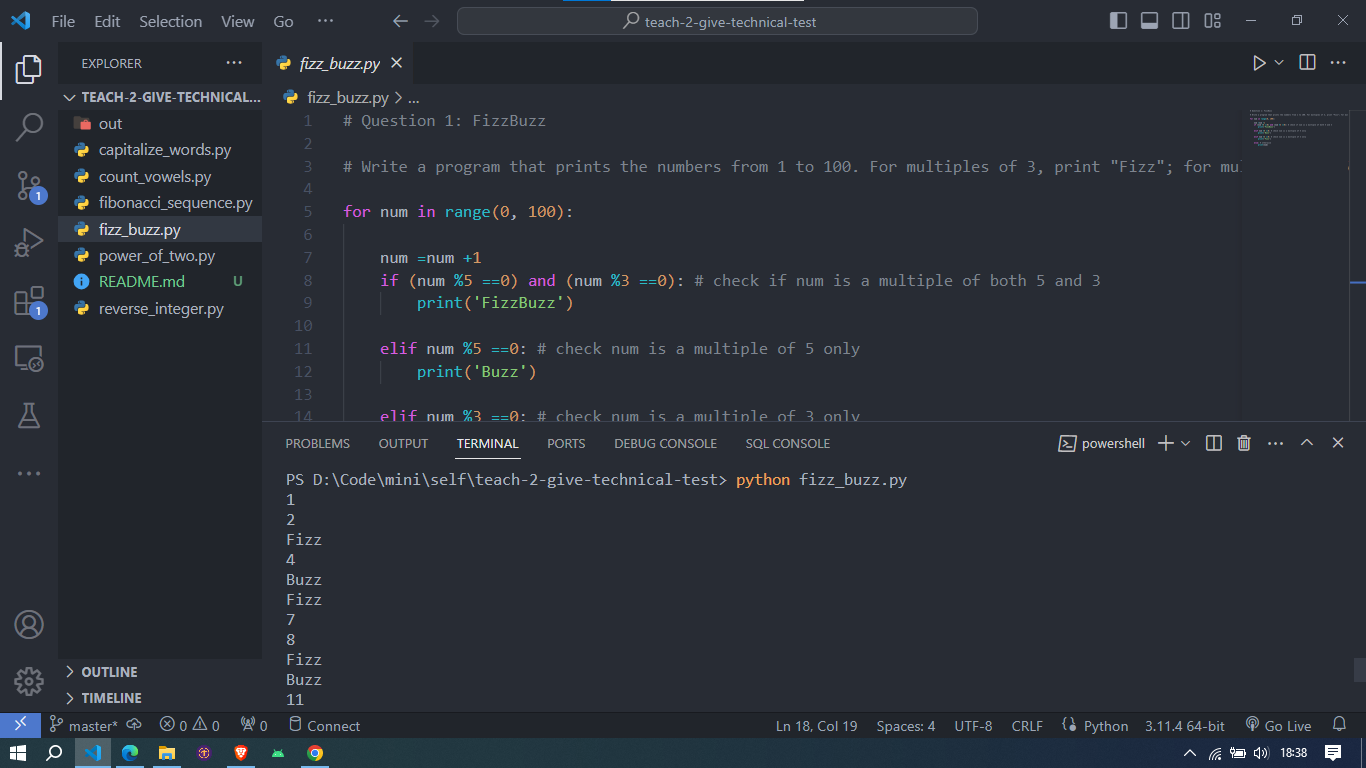 File Edit Selection View Go ··· teach-2-give-technical-test
EXPLORER ···
TEACH-2-GIVE-TECHNICAL...
out
capitalize_words.py
count_vowels.py
1
fibonacci_sequence.py
fizz_buzz.py
power_of_two.py
README.md U
1
reverse_integer.py
OUTLINE
TIMELINE
fizz_buzz.py
fizz_buzz.py > ...
1 # Question 1: FizzBuzz
2
3 # Write a program that prints the numbers from 1 to 100. For multiples of 3, print "Fizz"; for mu
4
5 for num in range(0, 100):
6
7 num =num +1
8 if (num %5 ==0) and (num %3 ==0): # check if num is a multiple of both 5 and 3
9 print('FizzBuzz')
10
11 elif num %5 ==0: # check num is a multiple of 5 only
12 print('Buzz')
13
14 elif num %3 ==0: # check num is a multiple of 3 only
PROBLEMS OUTPUT TERMINAL PORTS DEBUG CONSOLE SQL CONSOLE powershell
PS D:\Code\mini\self\teach-2-give-technical-test> python fizz_buzz.py
1
2
Fizz
4
Buzz
Fizz
7
8
Fizz
Buzz
11
master* 0 0 0 Connect Ln 18, Col 19 Spaces: 4 UTF-8 CRLF Python 3.11.4 64-bit Go Live
18:38